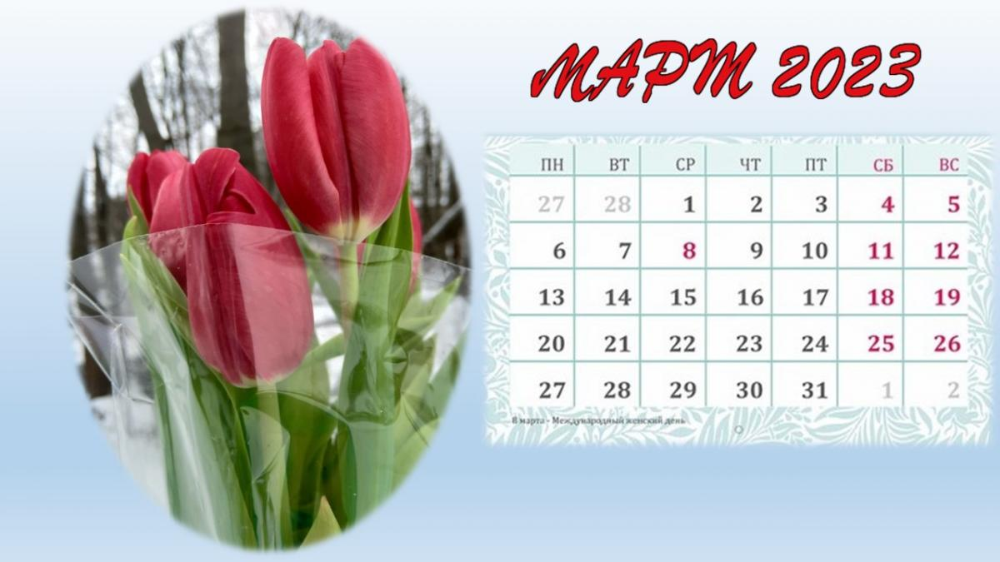 МАРТ 2023
ПН ВТ СР ЧТ ПТ СБ ВС
27 28 1 2 3 4 5
6 7 8 9 10 11 12
13 14 15 16 17 18 19
20 21 22 23 24 25 26
27 28 29 30 31 1 2
8 марта - Международный женский день